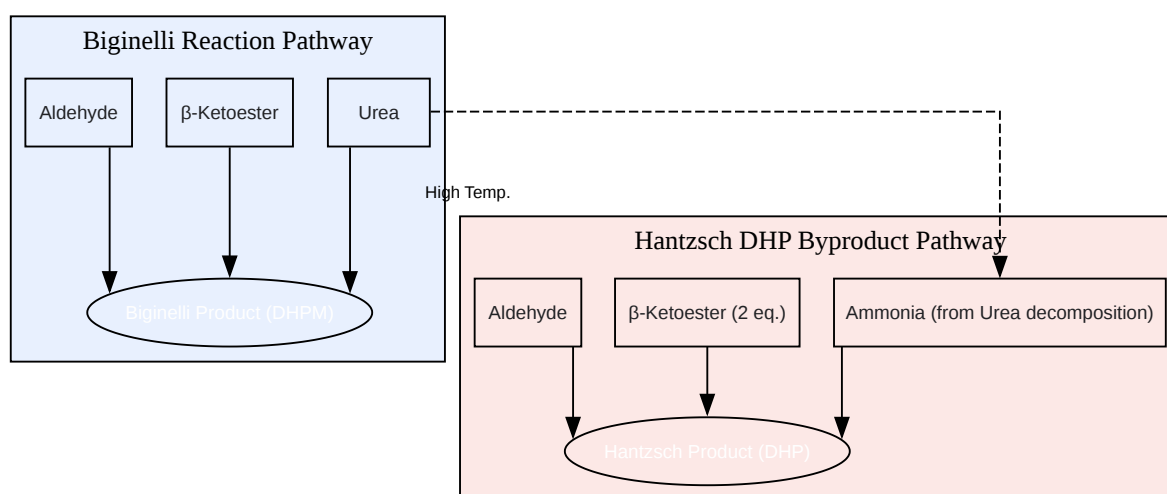 Biginelli Reaction Pathway
Aldehyde
β-Ketoester
Urea
High Temp.
Biginelli Product (DHPM)
Hantzsch DHP Byproduct Pathway
Aldehyde
β-Ketoester (2 eq.)
Ammonia (from Urea decomposition)
Hantzsch Product (DHP)